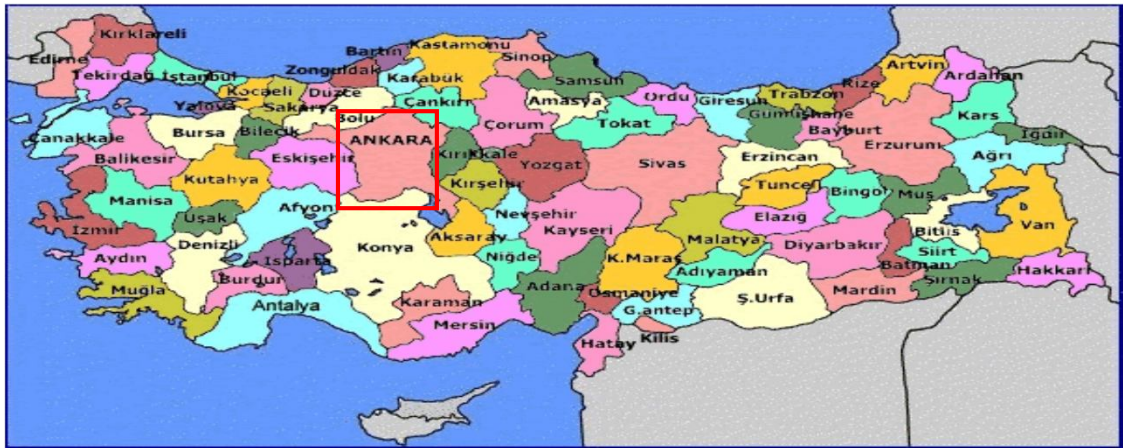 Kırklareli
Edirne
Tekirdağ
İstanbul
Kocaeli
Yalova
Sakarya
Düzce
Zonguldak
Bartın
Karabük
Kastamonu
Sinop
Samsun
Çankırı
Bolu
Amasya
Ordu
Giresun
Trabzon
Rize
Artvin
Ardahan
Kars
Gümüşhane
Bayburt
Erzurum
Iğdır
Ağrı
Çanakkale
Balikesir
Bursa
Bilecik
Eskişehir
ANKARA
Kırıkkale
Çorum
Tokat
Yozgat
Sivas
Erzincan
Tunceli
Bingöl
Muş
Kutahya
Manisa
Uşak
Afyon
Kırşehir
Nevşehir
Kayseri
Malatya
Elazığ
Diyarbakır
Bitlis
Van
İzmir
Aydın
Denizli
Isparta
Burdur
Konya
Aksaray
Niğde
K.Maraş
Adıyaman
Batman
Siirt
Şırnak
Hakkari
Muğla
Antalya
Karaman
Mersin
Adana
Osmaniye
G.antep
Ş.Urfa
Mardin
Hatay
Kilis